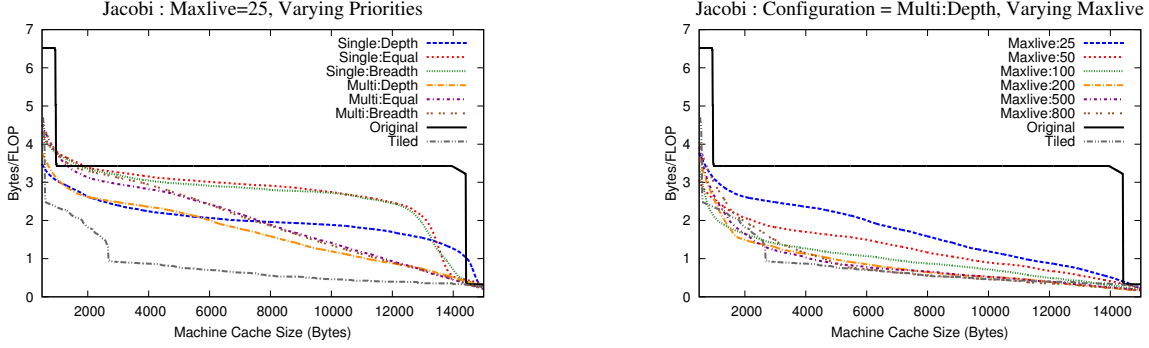 Jacobi : Maxlive=25, Varying Priorities
7
6
5
4
3
2
1
0
Bytes/FLOP
Single:Depth
Single:Equal
Single:Breadth
Multi:Depth
Multi:Equal
Multi:Breadth
Original
Tiled
2000 4000 6000 8000 10000 12000 14000
Machine Cache Size (Bytes)
Jacobi : Configuration = Multi:Depth, Varying Maxlive
7
6
5
4
3
2
1
0
Bytes/FLOP
Maxlive:25
Maxlive:50
Maxlive:100
Maxlive:200
Maxlive:500
Maxlive:800
Original
Tiled
2000 4000 6000 8000 10000 12000 14000
Machine Cache Size (Bytes)